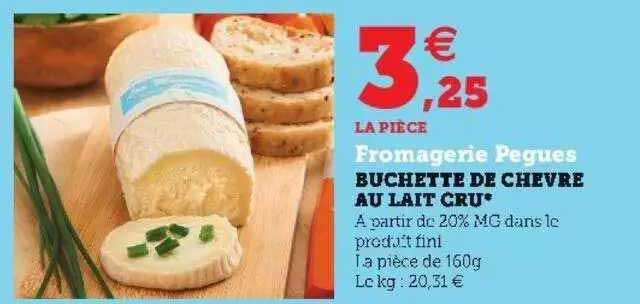 3,25 €
LA PIÈCE
Fromagerie Pegues
BUCHETTE DE CHEVRE
AU LAIT CRU*
A partir de 20% MG dans le
produit fini
La pièce de 160g
Le kg : 20,31 €